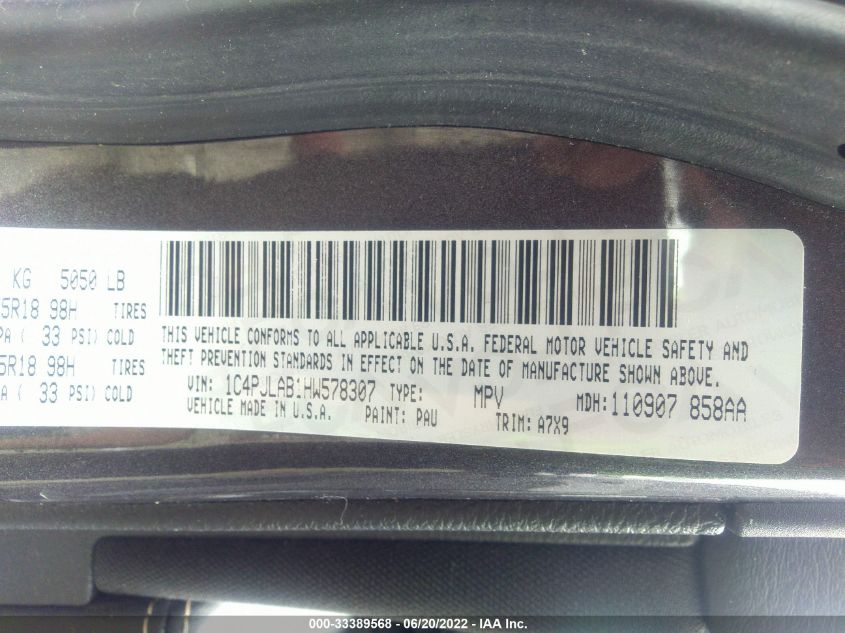 KG 5050 LB
5R18 98H TIRES
PA ( 33 PSI) COLD
5R18 98H TIRES
A ( 33 PSI) COLD
THIS VEHICLE CONFORMS TO ALL APPLICABLE U.S.A. FEDERAL MOTOR VEHICLE SAFETY AND
THEFT PREVENTION STANDARDS IN EFFECT ON THE DATE OF MANUFACTURE SHOWN ABOVE.
VIN: 1C4PJLAB1HW578307 TYPE: MPV MDH:110907 858AA
VEHICLE MADE IN U.S.A. PAINT: PAU TRIM: A7X9
000-33389568 - 06/20/2022 - IAA Inc.